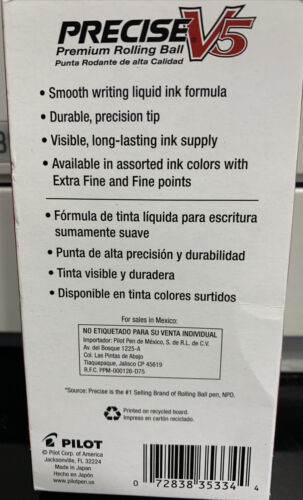 PRECISE V5
Premium Rolling Ball
Punta Rodante de alta Calidad
• Smooth writing liquid ink formula
• Durable, precision tip
• Visible, long-lasting ink supply
• Available in assorted ink colors with
Extra Fine and Fine points
• Fórmula de tinta líquida para escritura
sumamente suave
• Punta de alta precisión y durabilidad
• Tinta visible y duradera
• Disponible en tinta colores surtidos
For sales in Mexico:
NO ETIQUETADO PARA SU VENTA INDIVIDUAL
Importador: Pilot Pen de México, S. de R.L. de C.V.
Av. del Bosque 1225-A
Col. Las Pintas de Abajo
Tlaquepaque, Jalisco CP 45619
R.F.C. PPM-000126-D75
*Source: Precise is the #1 Selling Brand of Rolling Ball pen, NPD.
Printed on recycled board.
Impreso en cartón reciclado.
PILOT
© Pilot Corp. of America
Jacksonville, FL 32224
Made in Japan
Hecho en Japón
www.pilotpen.us
0 72838 35334 4